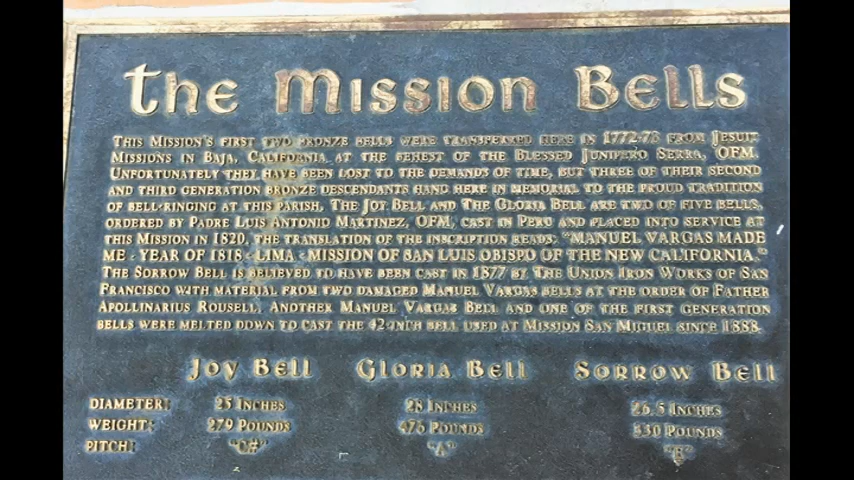 the Mission Bells
THIS MISSION'S FIRST TWO BRONZE BELLS WERE TRANSFERRED HERE IN 1772-73 FROM JESUIT
MISSIONS IN BAJA, CALIFORNIA, AT THE BEHEST OF THE BLESSED JUNIPERO SERRA, OFM.
UNFORTUNATELY THEY HAVE BEEN LOST TO THE DEMANDS OF TIME, BUT THREE OF THEIR SECOND
AND THIRD GENERATION BRONZE DESCENDANTS HANG HERE IN MEMORIAL TO THE PROUD TRADITION
OF BELL-RINGING AT THIS PARISH. THE JOY BELL AND THE GLORIA BELL ARE TWO OF FIVE BELLS,
ORDERED BY PADRE LUIS ANTONIO MARTINEZ, OFM, CAST IN PERU AND PLACED INTO SERVICE AT
THIS MISSION IN 1820. THE TRANSLATION OF THE INSCRIPTION READS: "MANUEL VARGAS MADE
ME - YEAR OF 1818 - LIMA - MISSION OF SAN LUIS OBISPO OF THE NEW CALIFORNIA."
THE SORROW BELL IS BELIEVED TO HAVE BEEN CAST IN 1877 BY THE UNION IRON WORKS OF SAN
FRANCISCO WITH MATERIAL FROM TWO DAMAGED MANUEL VARGAS BELLS AT THE ORDER OF FATHER
APOLLINARIUS ROUSELL. ANOTHER MANUEL VARGAS BELL AND ONE OF THE FIRST GENERATION
BELLS WERE MELTED DOWN TO CAST THE 42-INCH BELL USED AT MISSION SAN MIGUEL SINCE 1888.
JOY BELL GLORIA BELL SORROW BELL
DIAMETER: 25 INCHES 28 INCHES 26.5 INCHES
WEIGHT: 279 POUNDS 476 POUNDS 330 POUNDS
PITCH: "C#" "A"